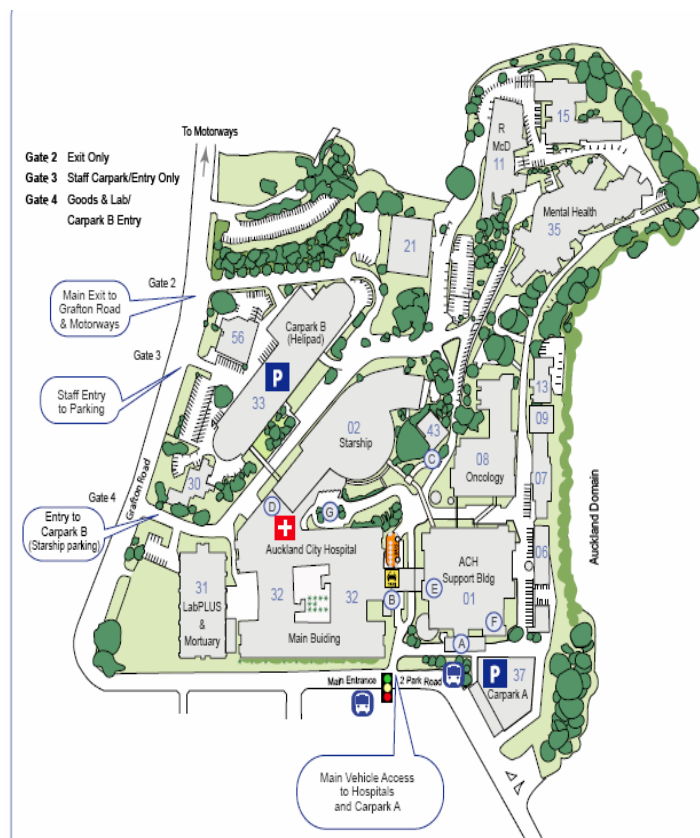 To Motorways
Gate 2 Exit Only
Gate 3 Staff Carpark/Entry Only
Gate 4 Goods & Lab/
Carpark B Entry
15
R
McD
11
Mental Health
35
21
Gate 2
Main Exit to
Grafton Road
& Motorways
56
Carpark B
(Helipad)
P
33
Gate 3
Staff Entry
to Parking
13
09
02
Starship
43
C
08
Oncology
07
Auckland Domain
Grafton Road
30
Gate 4
Entry to
Carpark B
(Starship parking)
D
G
Auckland City Hospital
06
ACH
Support Bldg
01
31
LabPLUS
&
Mortuary
32
32
B
E
F
A
Main Buiding
Main Entrance
2 Park Road
P
37
Carpark A
Main Vehicle Access
to Hospitals
and Carpark A